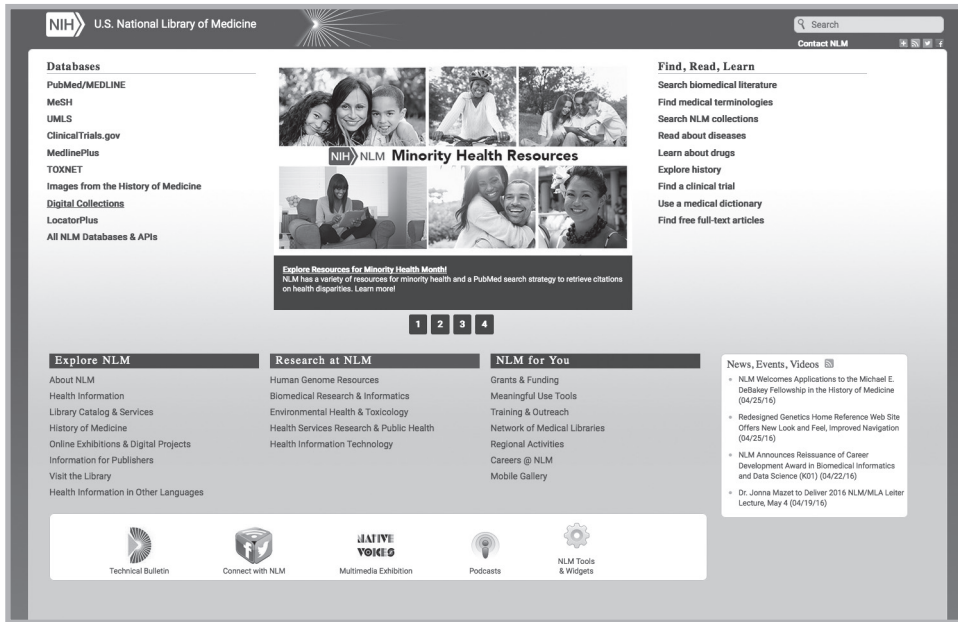 NIH U.S. National Library of Medicine
Search
Contact NLM
Databases
PubMed/MEDLINE
MeSH
UMLS
ClinicalTrials.gov
MedlinePlus
TOXNET
Images from the History of Medicine
Digital Collections
LocatorPlus
All NLM Databases & APIs
NIH NLM Minority Health Resources
Explore Resources for Minority Health Month!
NLM has a variety of resources for minority health and a PubMed search strategy to retrieve citations
on health disparities. Learn more!
1 2 3 4
Find, Read, Learn
Search biomedical literature
Find medical terminologies
Search NLM collections
Read about diseases
Learn about drugs
Explore history
Find a clinical trial
Use a medical dictionary
Find free full-text articles
Explore NLM
About NLM
Health Information
Library Catalog & Services
History of Medicine
Online Exhibitions & Digital Projects
Information for Publishers
Visit the Library
Health Information in Other Languages
Research at NLM
Human Genome Resources
Biomedical Research & Informatics
Environmental Health & Toxicology
Health Services Research & Public Health
Health Information Technology
NLM for You
Grants & Funding
Meaningful Use Tools
Training & Outreach
Network of Medical Libraries
Regional Activities
Careers @ NLM
Mobile Gallery
News, Events, Videos
NLM Welcomes Applications to the Michael E.
DeBakey Fellowship in the History of Medicine
(04/25/16)
Redesigned Genetics Home Reference Web Site
Offers New Look and Feel, Improved Navigation
(04/25/16)
NLM Announces Reissuance of Career
Development Award in Biomedical Informatics
and Data Science (K01) (04/22/16)
Dr. Jonna Mazet to Deliver 2016 NLM/MLA Leiter
Lecture, May 4 (04/19/16)
Technical Bulletin
Connect with NLM
NATIVE
VOICES
Multimedia Exhibition
Podcasts
NLM Tools
& Widgets